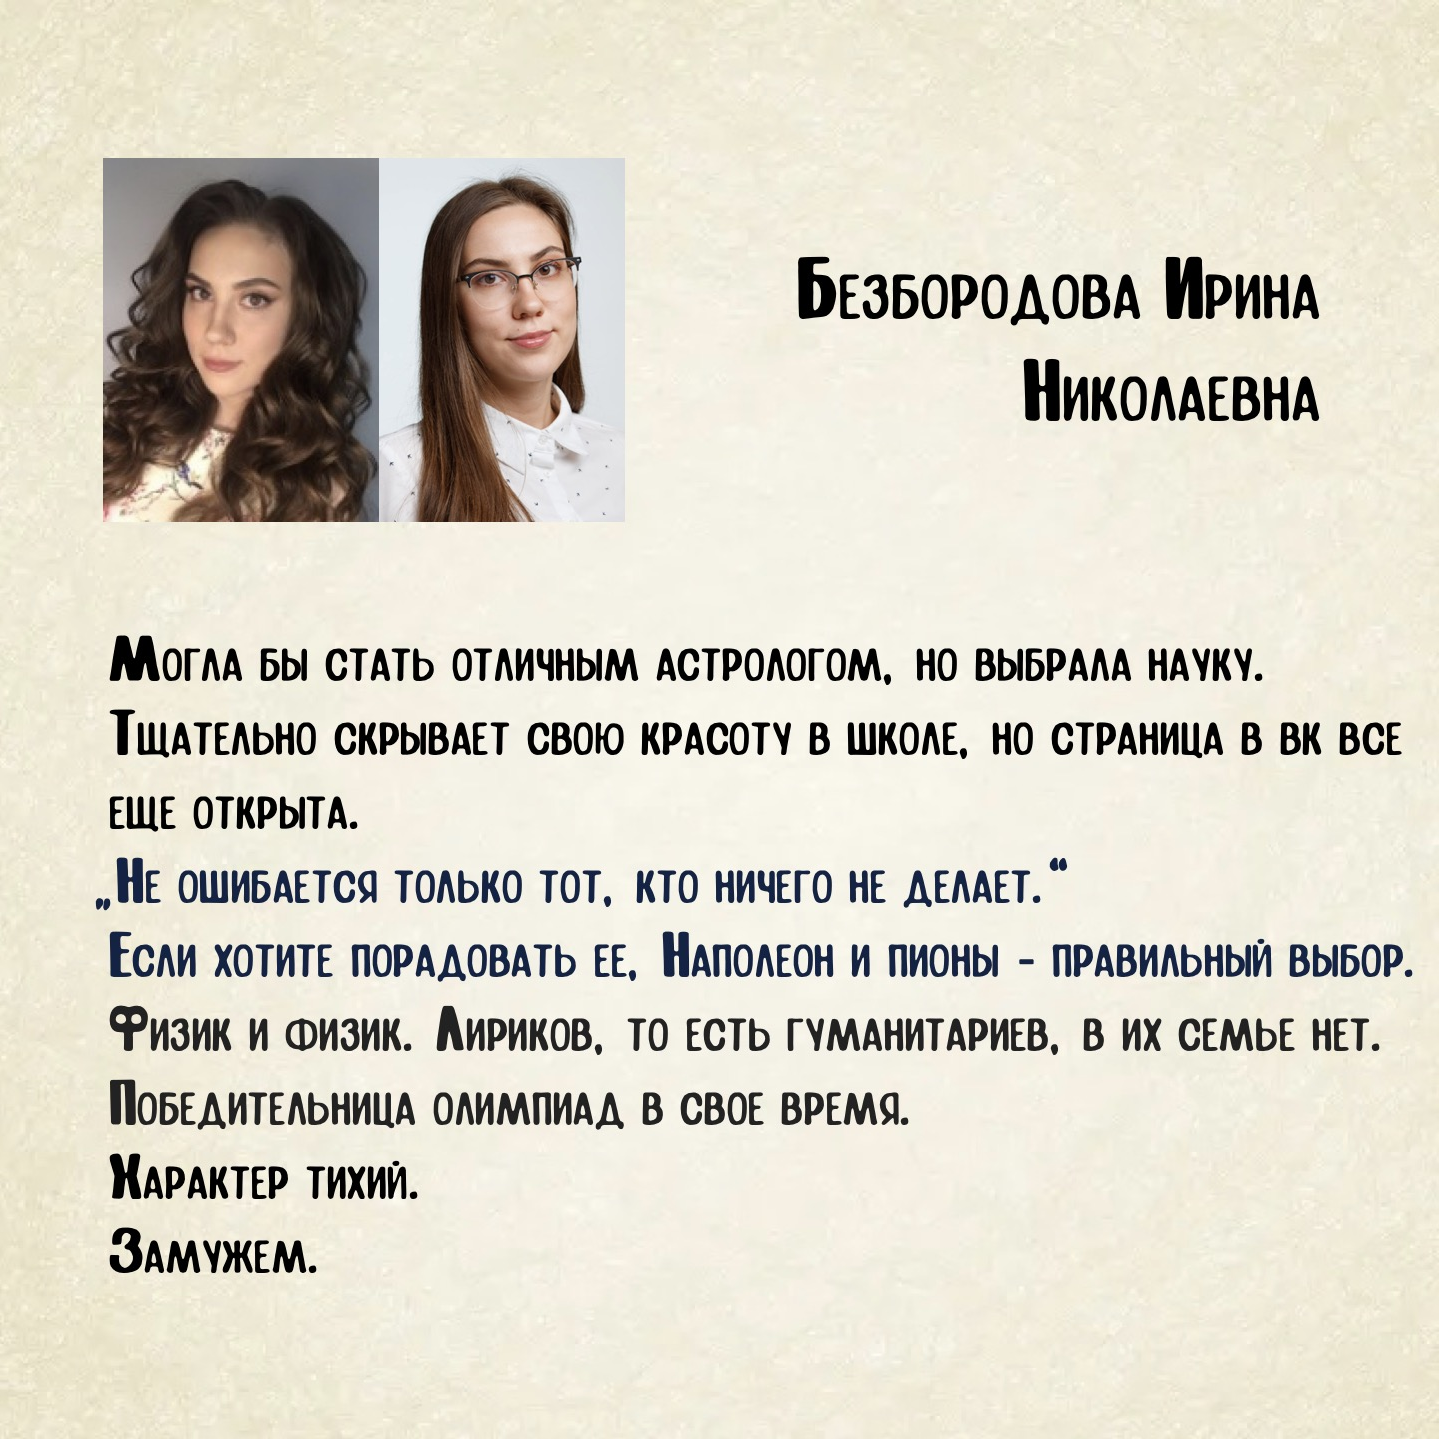 Безбородова Ирина
Николаевна
Могла бы стать отличным астрологом, но выбрала науку.
Тщательно скрывает свою красоту в школе, но страница в вк все
еще открыта.
„Не ошибается только тот, кто ничего не делает.“
Если хотите порадовать ее, Наполеон и пионы - правильный выбор.
Физик и физик. Лириков, то есть гуманитариев, в их семье нет.
Победительница олимпиад в свое время.
Характер тихий.
Замужем.